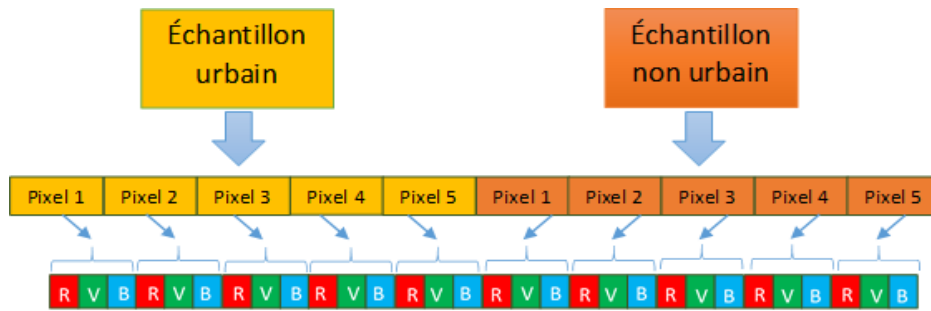 Échantillon
urbain
Échantillon
non urbain
Pixel 1 Pixel 2 Pixel 3 Pixel 4 Pixel 5 Pixel 1 Pixel 2 Pixel 3 Pixel 4 Pixel 5
R V B R V B R V B R V B R V B R V B R V B R V B R V B R V B